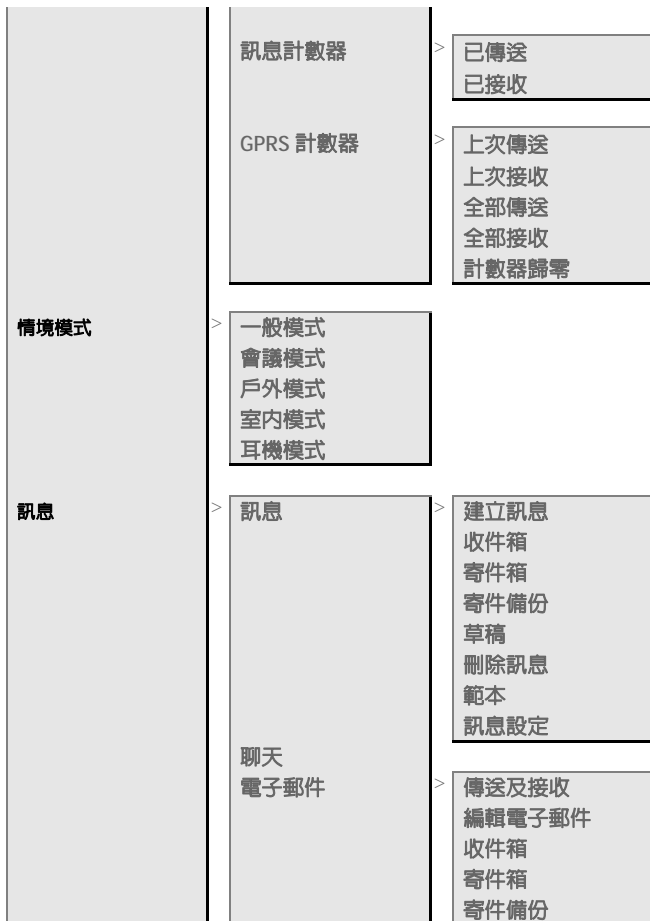 訊息計數器 > 已傳送
已接收
GPRS 計數器 > 上次傳送
上次接收
全部傳送
全部接收
計數器歸零
情境模式 > 一般模式
會議模式
戶外模式
室内模式
耳機模式
訊息 > 訊息 > 建立訊息
收件箱
寄件箱
寄件備份
草稿
刪除訊息
範本
訊息設定
聊天
電子郵件 > 傳送及接收
編輯電子郵件
收件箱
寄件箱
寄件備份